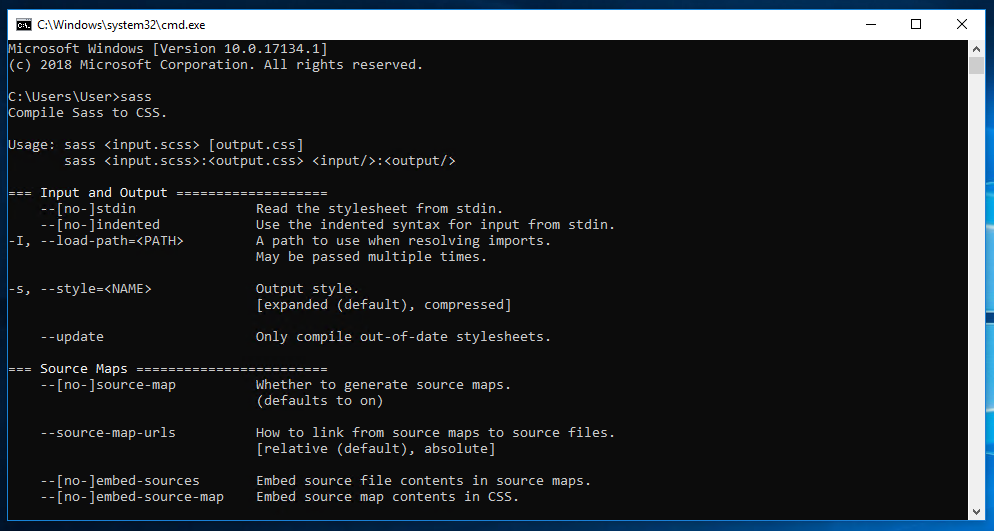 C:\Windows\system32\cmd.exe
Microsoft Windows [Version 10.0.17134.1]
(c) 2018 Microsoft Corporation. All rights reserved.
C:\Users\User>sass
Compile Sass to CSS.
Usage: sass <input.scss> [output.css]
       sass <input.scss>:<output.css> <input/>:<output/>
=== Input and Output ===================
    --[no-]stdin               Read the stylesheet from stdin.
    --[no-]indented            Use the indented syntax for input from stdin.
-I, --load-path=<PATH>         A path to use when resolving imports.
                               May be passed multiple times.
-s, --style=<NAME>             Output style.
                               [expanded (default), compressed]
    --update                   Only compile out-of-date stylesheets.
=== Source Maps ========================
    --[no-]source-map          Whether to generate source maps.
                               (defaults to on)
    --source-map-urls          How to link from source maps to source files.
                               [relative (default), absolute]
    --[no-]embed-sources       Embed source file contents in source maps.
    --[no-]embed-source-map    Embed source map contents in CSS.